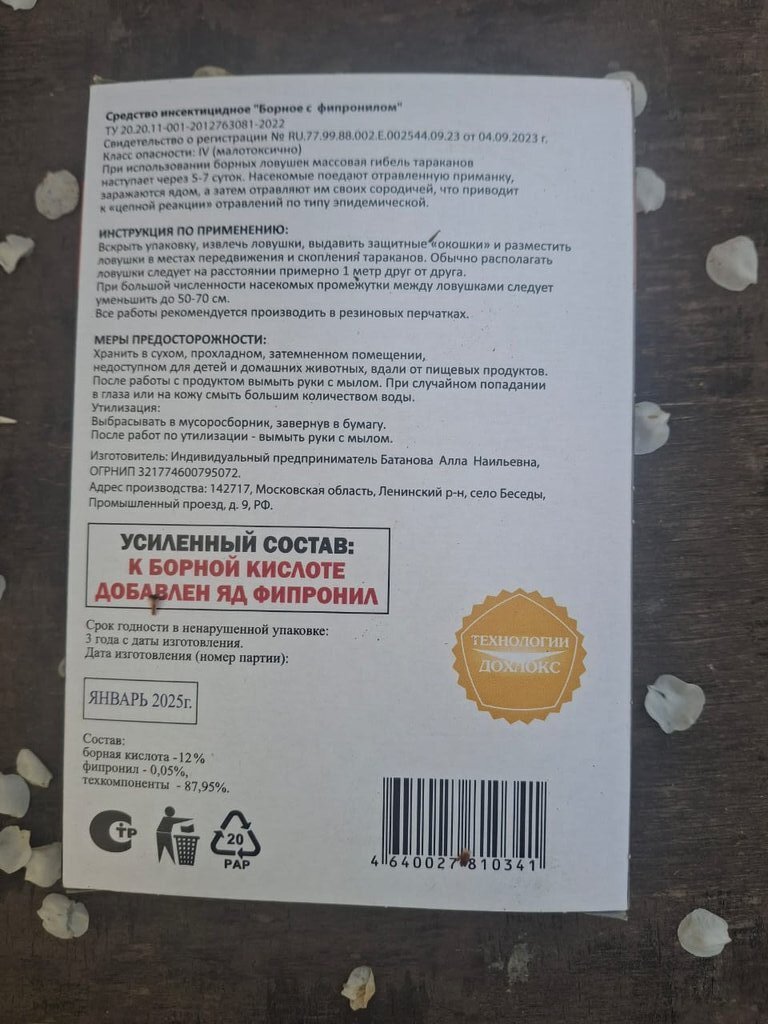 Средство инсектицидное "Борное с фипронилом"
ТУ 20.20.11-001-2012763081-2022
Свидетельство о регистрации № RU.77.99.88.002.Е.002544.09.23 от 04.09.2023 г.
Класс опасности: IV (малотоксично)
При использовании борных ловушек массовая гибель тараканов
наступает через 5-7 суток. Насекомые поедают отравленную приманку,
заражаются ядом, а затем отравляют им своих сородичей, что приводит
к «цепной реакции» отравлений по типу эпидемической.
ИНСТРУКЦИЯ ПО ПРИМЕНЕНИЮ:
Вскрыть упаковку, извлечь ловушки, выдавить защитные «окошки» и разместить
ловушки в местах передвижения и скопления тараканов. Обычно располагать
ловушки следует на расстоянии примерно 1 метр друг от друга.
При большой численности насекомых промежутки между ловушками следует
уменьшить до 50-70 см.
Все работы рекомендуется производить в резиновых перчатках.
МЕРЫ ПРЕДОСТОРОЖНОСТИ:
Хранить в сухом, прохладном, затемненном помещении,
недоступном для детей и домашних животных, вдали от пищевых продуктов.
После работы с продуктом вымыть руки с мылом. При случайном попадании
в глаза или на кожу смыть большим количеством воды.
Утилизация:
Выбрасывать в мусоросборник, завернув в бумагу.
После работ по утилизации - вымыть руки с мылом.
Изготовитель: Индивидуальный предприниматель Батанова Алла Наильевна,
ОГРНИП 321774600795072.
Адрес производства: 142717, Московская область, Ленинский р-н, село Беседы,
Промышленный проезд, д. 9, РФ.
УСИЛЕННЫЙ СОСТАВ:
К БОРНОЙ КИСЛОТЕ
ДОБАВЛЕН ЯД ФИПРОНИЛ
Срок годности в ненарушенной упаковке:
3 года с даты изготовления.
Дата изготовления (номер партии):
ТЕХНОЛОГИИ
ДОХЛОКС
ЯНВАРЬ 2025г.
Состав:
борная кислота -12%
фипронил - 0,05%,
техкомпоненты - 87,95%.
СТР
20
PAP
4 640027 810341